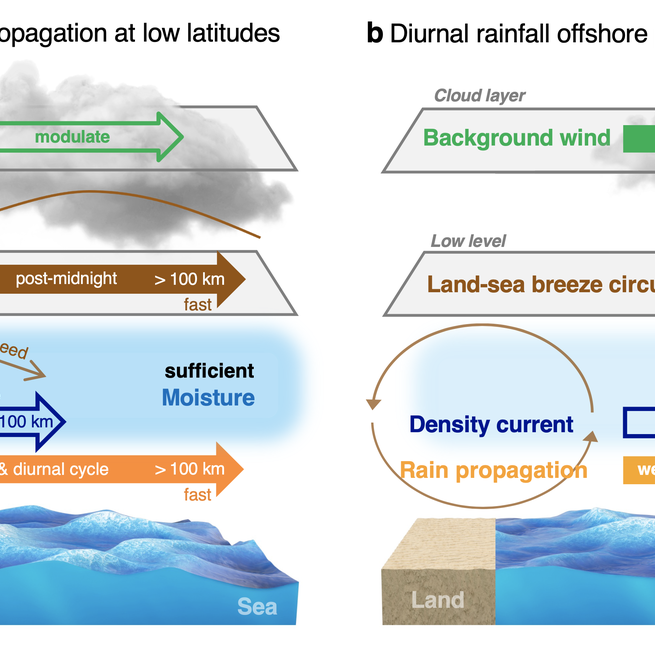 opagation at low latitudes
modulate
post-midnight > 100 km
fast
eed
sufficient
Moisture
100 km
& diurnal cycle > 100 km
fast
Sea
b Diurnal rainfall offshore
Cloud layer
Background wind
Low level
Land-sea breeze circu
Density current
Rain propagation
we
Land